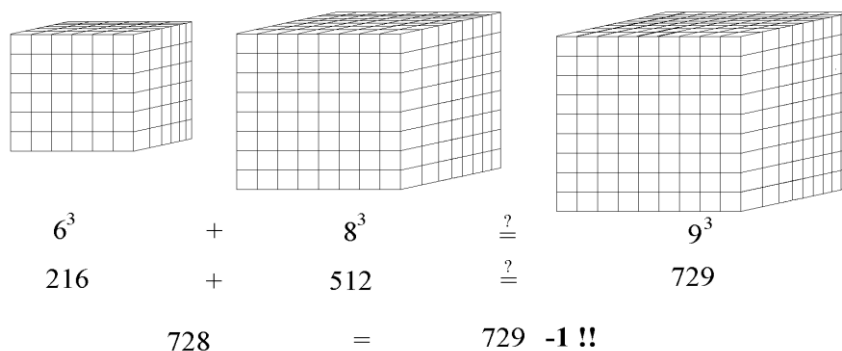 6³ + 8³ ≟ 9³
216 + 512 ≟ 729
728 = 729 -1 !!